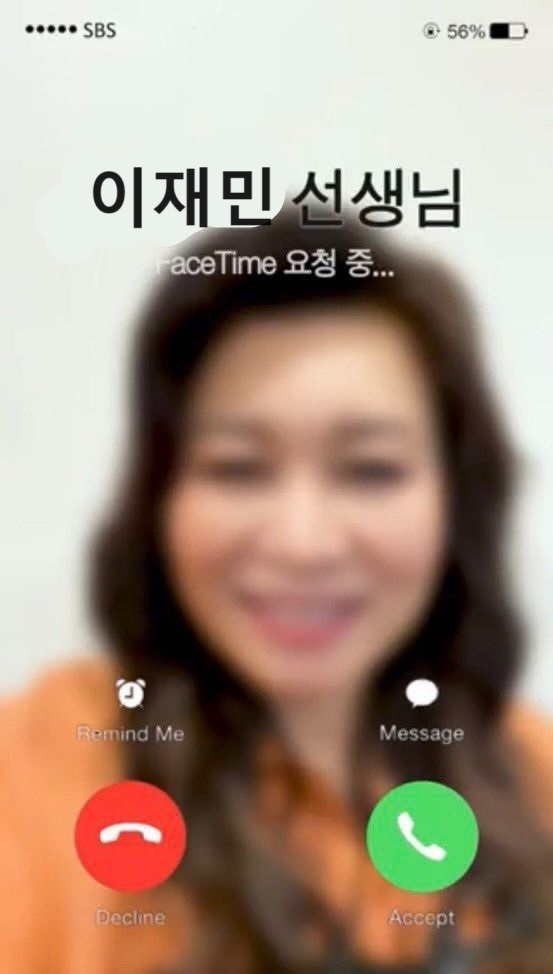 ●●●●● SBS 56%
이재민 선생님
FaceTime 요청 중...
Remind Me Message
Decline Accept